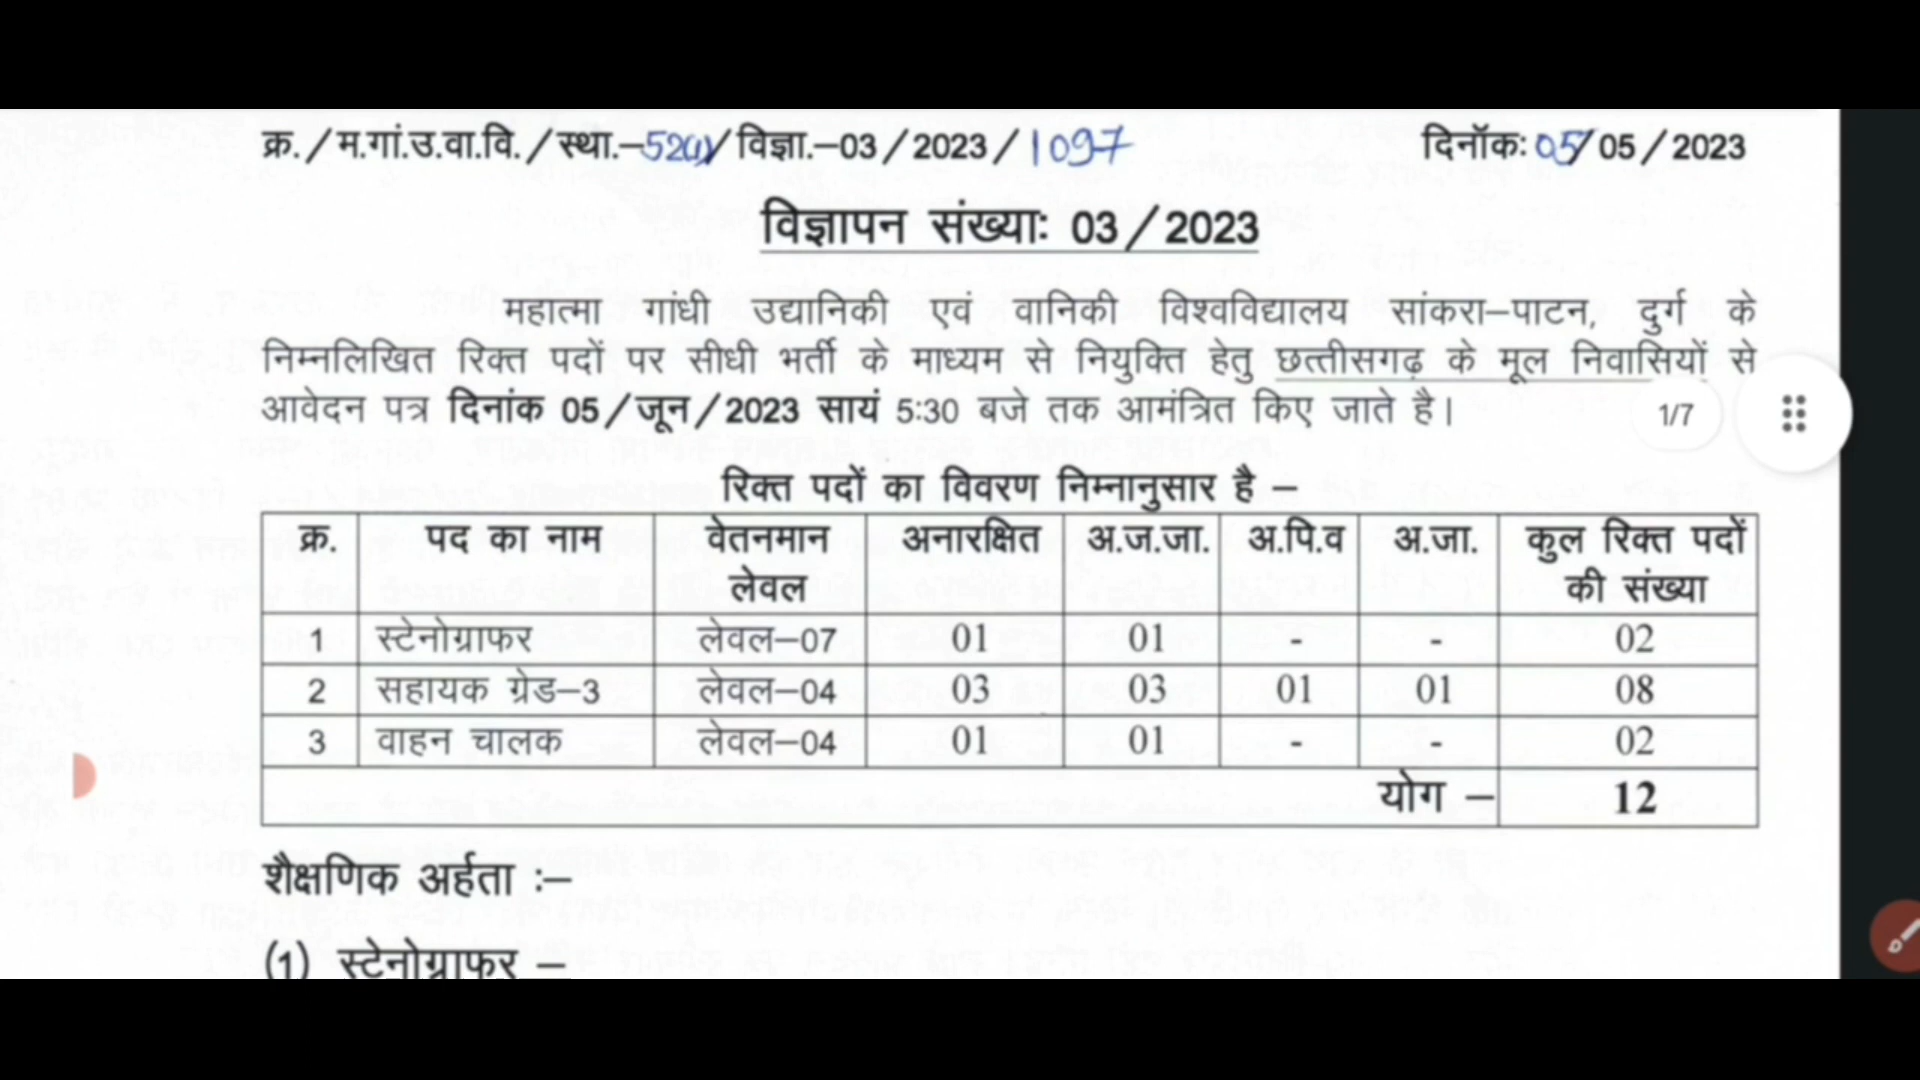 क्र./म.गां.उ.वा.वि./स्था.–52(1)/विज्ञा.–03/2023/1097 दिनॉक: 05/05/2023
विज्ञापन संख्याः 03/2023
महात्मा गांधी उद्यानिकी एवं वानिकी विश्वविद्यालय सांकरा–पाटन, दुर्ग के
निम्नलिखित रिक्त पदों पर सीधी भर्ती के माध्यम से नियुक्ति हेतु छत्तीसगढ़ के मूल निवासियों से
आवेदन पत्र दिनांक 05/जून/2023 सायं 5:30 बजे तक आमंत्रित किए जाते है।
1/7
रिक्त पदों का विवरण निम्नानुसार है –
क्र. पद का नाम वेतनमान लेवल अनारक्षित अ.ज.जा. अ.पि.व अ.जा. कुल रिक्त पदों की संख्या
1 स्टेनोग्राफर लेवल–07 01 01 - - 02
2 सहायक ग्रेड–3 लेवल–04 03 03 01 01 08
3 वाहन चालक लेवल–04 01 01 - - 02
योग – 12
शैक्षणिक अर्हता :–
(1) स्टेनोग्राफर –